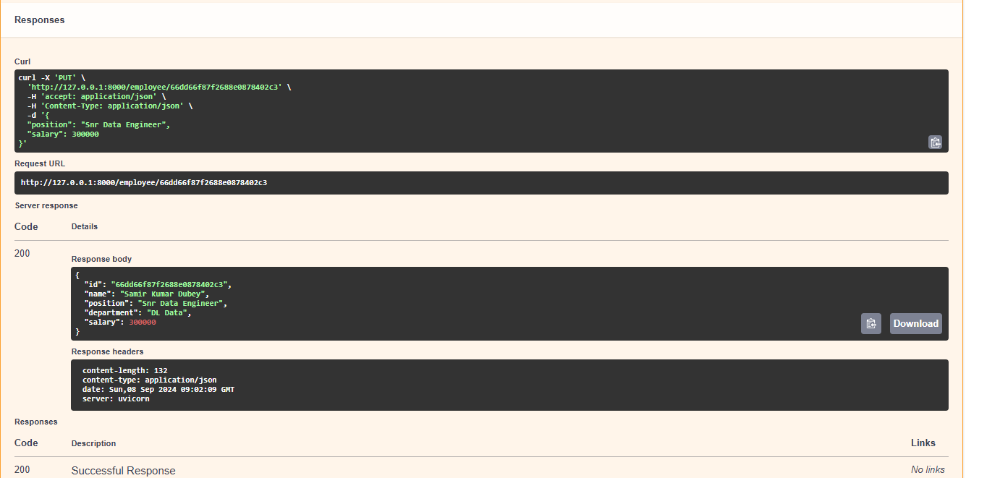 Responses
Curl
curl -X 'PUT' \
'http://127.0.0.1:8000/employee/66dd66f87f2688e0878402c3' \
-H 'accept: application/json' \
-H 'Content-Type: application/json' \
-d '{
"position": "Snr Data Engineer",
"salary": 300000
}'
Request URL
http://127.0.0.1:8000/employee/66dd66f87f2688e0878402c3
Server response
Code Details
200
Response body
{
"id": "66dd66f87f2688e0878402c3",
"name": "Samir Kumar Dubey",
"position": "Snr Data Engineer",
"department": "DL Data",
"salary": 300000
}
Download
Response headers
content-length: 132
content-type: application/json
date: Sun,08 Sep 2024 09:02:09 GMT
server: uvicorn
Responses
Code Description Links
200 Successful Response No links